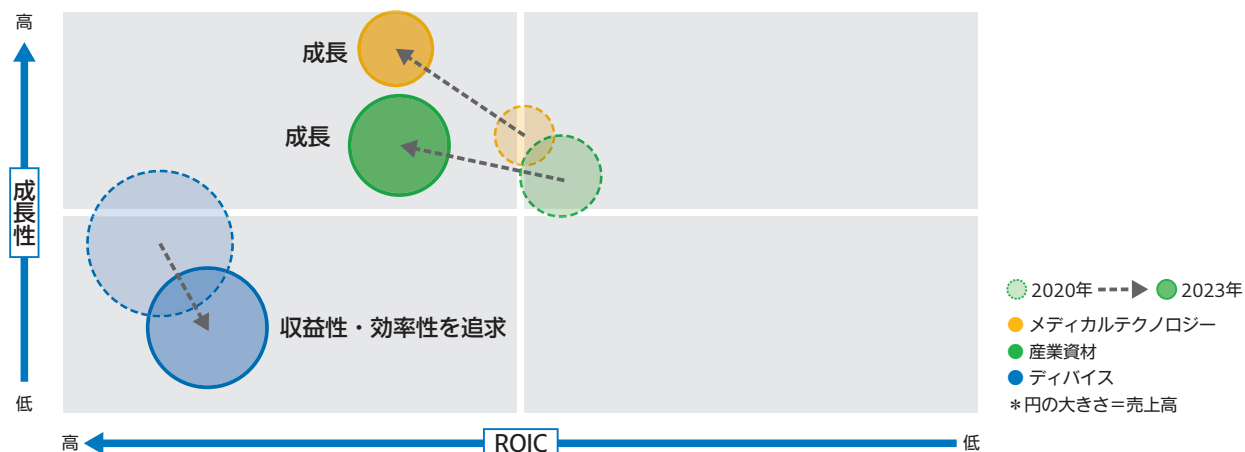 高
成長
成長
成長性
収益性・効率性を追求
低
高
ROIC
低
2020年
2023年
メディカルテクノロジー
産業資材
ディバイス
＊円の大きさ＝売上高